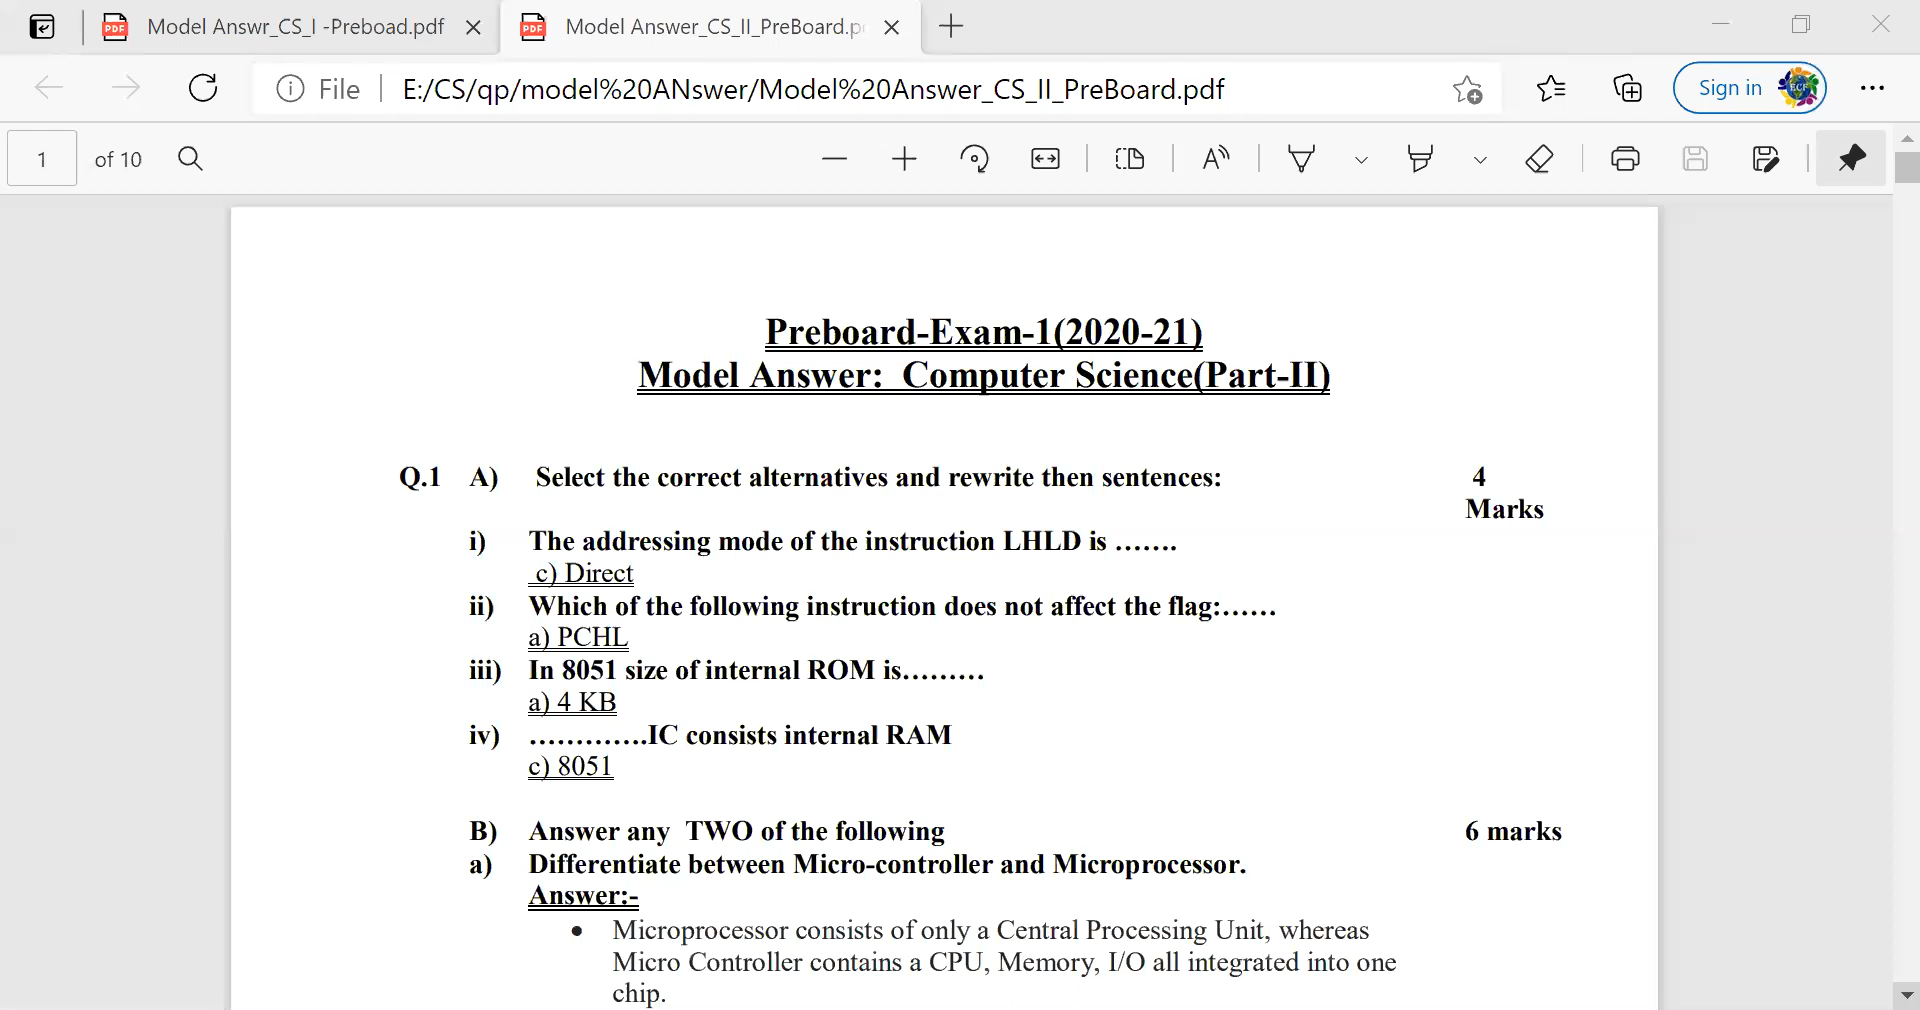 Model Answr_CS_I -Preboad.pdf
Model Answer_CS_II_PreBoard.p
File
E:/CS/qp/model%20ANswer/Model%20Answer_CS_II_PreBoard.pdf
Sign in
1 of 10
Preboard-Exam-1(2020-21)
Model Answer: Computer Science(Part-II)
Q.1 A) Select the correct alternatives and rewrite then sentences: 4
Marks
i) The addressing mode of the instruction LHLD is …….
c) Direct
ii) Which of the following instruction does not affect the flag:……
a) PCHL
iii) In 8051 size of internal ROM is………
a) 4 KB
iv) ………….IC consists internal RAM
c) 8051
B) Answer any TWO of the following 6 marks
a) Differentiate between Micro-controller and Microprocessor.
Answer:-
• Microprocessor consists of only a Central Processing Unit, whereas
Micro Controller contains a CPU, Memory, I/O all integrated into one
chip.